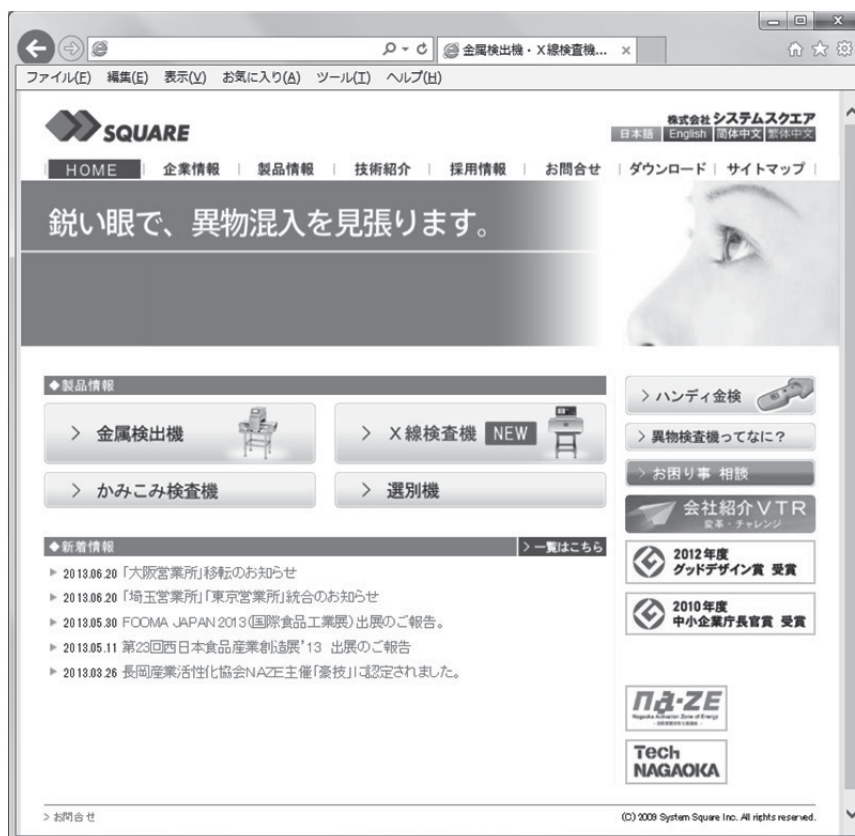 金属検出機・X線検査機...
ファイル(F) 編集(E) 表示(V) お気に入り(A) ツール(T) ヘルプ(H)
SQUARE
株式会社 システムスクエア
日本語 English 简体中文 繁体中文
HOME 企業情報 製品情報 技術紹介 採用情報 お問合せ ダウンロード サイトマップ
鋭い眼で、異物混入を見張ります。
◆製品情報
> 金属検出機
> X線検査機 NEW
> かみこみ検査機
> 選別機
> ハンディ金検
> 異物検査機ってなに?
> お困り事 相談
会社紹介VTR
変革・チャレンジ
2012年度
グッドデザイン賞 受賞
2010年度
中小企業庁長官賞 受賞
◆新着情報 > 一覧はこちら
2013.06.20 「大阪営業所」移転のお知らせ
2013.06.20 「埼玉営業所」「東京営業所」統合のお知らせ
2013.05.30 FOOMA JAPAN 2013(国際食品工業展)出展のご報告。
2013.05.11 第23回西日本食品産業創造展'13 出展のご報告
2013.03.26 長岡産業活性化協会NAZE主催「豪技」に認定されました。
na-ZE
Nagaoka Activation Zone of Energy
Tech
NAGAOKA
> お問合せ
(C) 2009 System Square Inc. All rights reserved.